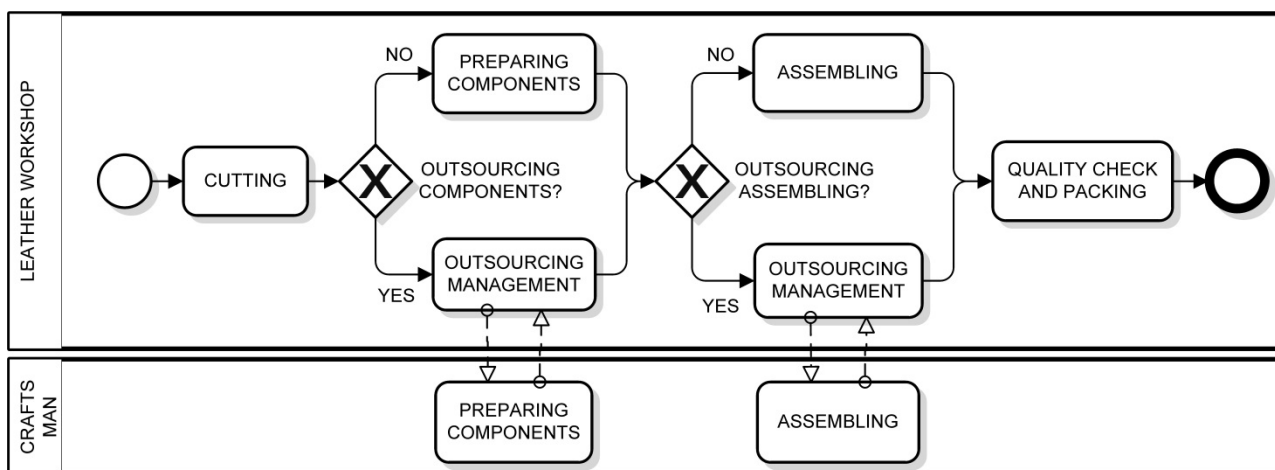 LEATHER WORKSHOP
CUTTING
NO
PREPARING
COMPONENTS
OUTSOURCING
COMPONENTS?
YES
OUTSOURCING
MANAGEMENT
NO
ASSEMBLING
OUTSOURCING
ASSEMBLING?
YES
OUTSOURCING
MANAGEMENT
QUALITY CHECK
AND PACKING
CRAFTS
MAN
PREPARING
COMPONENTS
ASSEMBLING